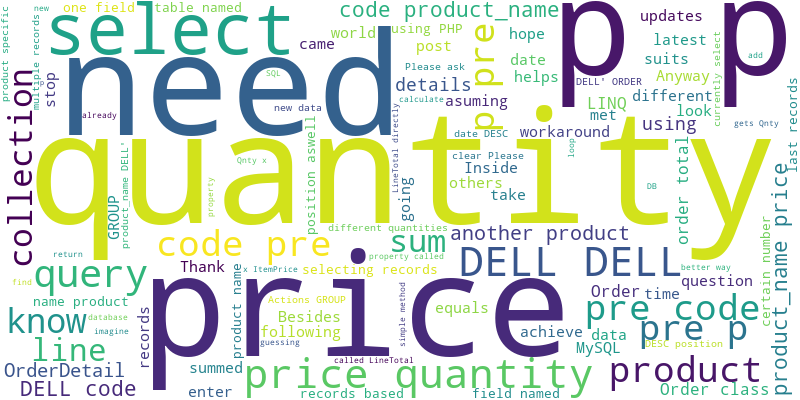 new
one field
table named
code product_name
updates
product specific
multiple records
select
came
world
using PHP
hope
p p
latest
add
stop
SQL
need
details
post
date
helps
suits
currently select
Please ask
DELL' ORDER
Anyway
already
new data
calculate
asuming
p pre
LINQ
different
look
collection
quantity
LineTotal directly
date DESC
workaround
met
using
gets Qnty
last records
GROUP
product_name DELL'
Qnty x
position aswell
clear Please
Inside
loop
order total
others
take
DB
property
going
different quantities
another product
code pre
sum
property called
DELL DELL
better way
product_name price
return
query
Thank
x ItemPrice
selecting records
question
certain number
find
name product
product name
price
Actions GROUP
Besides
equals
Order
time
pre code
know
database
imagine
records
following
guessing
simple method
achieve
data
pre p
line
MySQL
DESC position
OrderDetail
summed
called LineTotal
product
DELL code
enter
price quantity
records based
field named
Order class